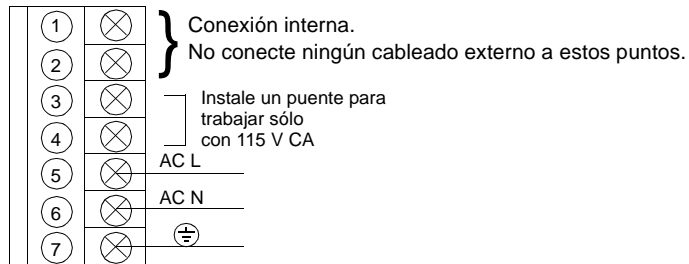 1
Conexión interna.
2
No conecte ningún cableado externo a estos puntos.
3
Instale un puente para
trabajar sólo
4
con 115 V CA
5
AC L
6
AC N
7